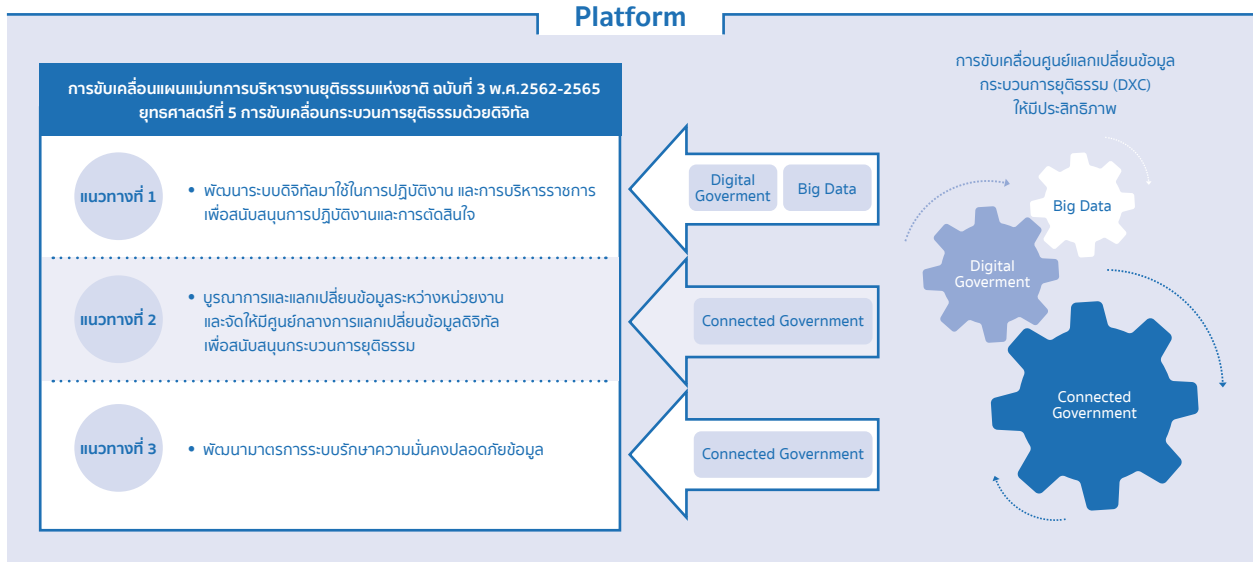 Platform
การขับเคลื่อนแผนแม่บทการบริหารงานยุติธรรมแห่งชาติ ฉบับที่ 3 พ.ศ.2562-2565
ยุทธศาสตร์ที่ 5 การขับเคลื่อนกระบวนการยุติธรรมด้วยดิจิทัล
แนวทางที่ 1
• พัฒนาระบบดิจิทัลมาใช้ในการปฏิบัติงาน และการบริหารราชการ
เพื่อสนับสนุนการปฏิบัติงานและการตัดสินใจ
Digital
Goverment
Big Data
แนวทางที่ 2
• บูรณาการและแลกเปลี่ยนข้อมูลระหว่างหน่วยงาน
และจัดให้มีศูนย์กลางการแลกเปลี่ยนข้อมูลดิจิทัล
เพื่อสนับสนุนกระบวนการยุติธรรม
Connected Government
แนวทางที่ 3
• พัฒนามาตรการระบบรักษาความมั่นคงปลอดภัยข้อมูล
Connected Government
การขับเคลื่อนศูนย์แลกเปลี่ยนข้อมูล
กระบวนการยุติธรรม (DXC)
ให้มีประสิทธิภาพ
Big Data
Digital
Goverment
Connected
Government